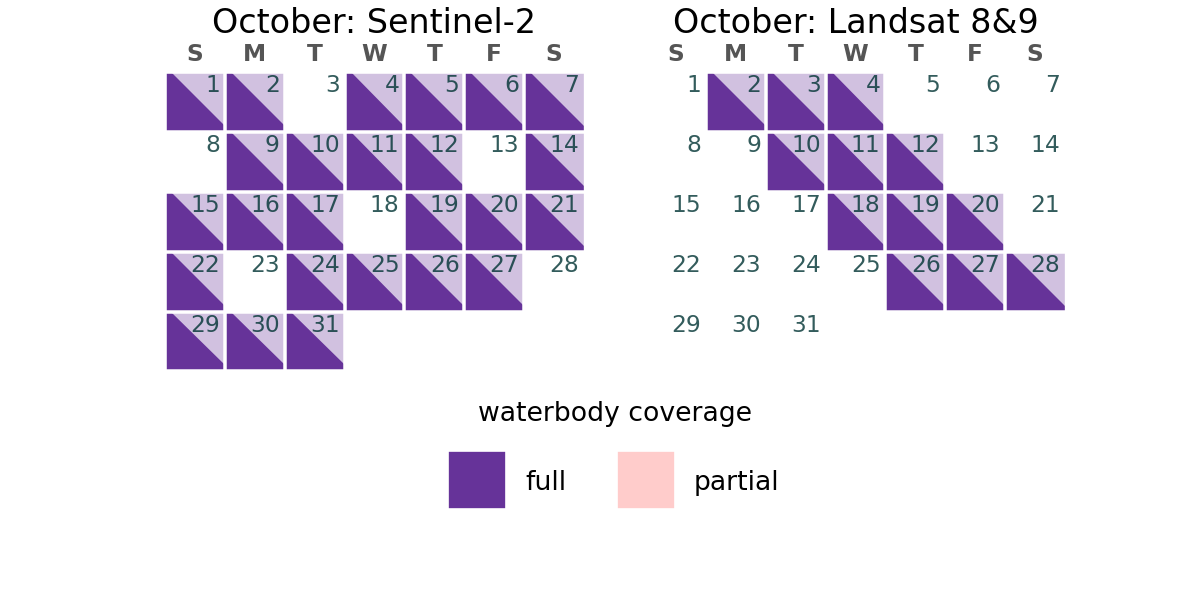 October: Sentinel-2
S M T W T F S
1 2 3 4 5 6 7
8 9 10 11 12 13 14
15 16 17 18 19 20 21
22 23 24 25 26 27 28
29 30 31
October: Landsat 8&9
S M T W T F S
1 2 3 4 5 6 7
8 9 10 11 12 13 14
15 16 17 18 19 20 21
22 23 24 25 26 27 28
29 30 31
waterbody coverage
full partial